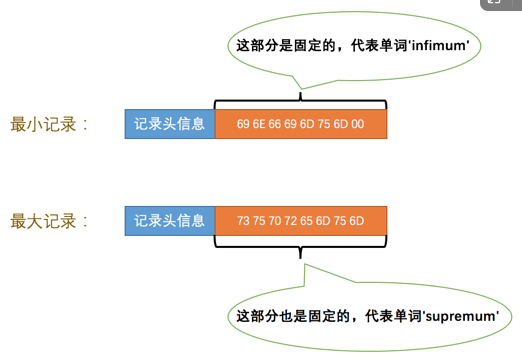 这部分是固定的，代表单词'infimum'
最小记录：
记录头信息
69 6E 66 69 6D 75 6D 00
最大记录：
记录头信息
73 75 70 72 65 6D 75 6D
这部分也是固定的，代表单词'supremum'